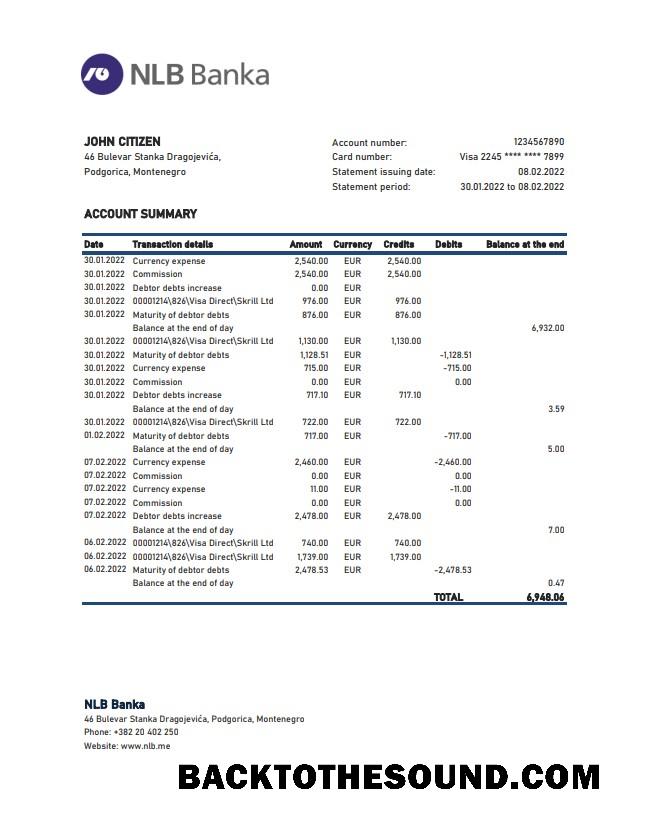 NLB Banka
JOHN CITIZEN
46 Bulevar Stanka Dragojevića,
Podgorica, Montenegro
Account number: 1234567890
Card number: Visa 2245 **** **** 7899
Statement issuing date: 08.02.2022
Statement period: 30.01.2022 to 08.02.2022
ACCOUNT SUMMARY
Date Transaction details Amount Currency Credits Debits Balance at the end
30.01.2022 Currency expense 2,540.00 EUR 2,540.00
30.01.2022 Commission 2,540.00 EUR 2,540.00
30.01.2022 Debtor debts increase 0.00 EUR
30.01.2022 00001214\826\Visa Direct\Skrill Ltd 976.00 EUR 976.00
30.01.2022 Maturity of debtor debts 876.00 EUR 876.00
Balance at the end of day 6,932.00
30.01.2022 00001214\826\Visa Direct\Skrill Ltd 1,130.00 EUR 1,130.00
30.01.2022 Maturity of debtor debts 1,128.51 EUR -1,128.51
30.01.2022 Currency expense 715.00 EUR -715.00
30.01.2022 Commission 0.00 EUR 0.00
30.01.2022 Debtor debts increase 717.10 EUR 717.10
Balance at the end of day 3.59
30.01.2022 00001214\826\Visa Direct\Skrill Ltd 722.00 EUR 722.00
01.02.2022 Maturity of debtor debts 717.00 EUR -717.00
Balance at the end of day 5.00
07.02.2022 Currency expense 2,460.00 EUR -2,460.00
07.02.2022 Commission 0.00 EUR 0.00
07.02.2022 Currency expense 11.00 EUR -11.00
07.02.2022 Commission 0.00 EUR 0.00
07.02.2022 Debtor debts increase 2,478.00 EUR 2,478.00
Balance at the end of day 7.00
06.02.2022 00001214\826\Visa Direct\Skrill Ltd 740.00 EUR 740.00
06.02.2022 00001214\826\Visa Direct\Skrill Ltd 1,739.00 EUR 1,739.00
06.02.2022 Maturity of debtor debts 2,478.53 EUR -2,478.53
Balance at the end of day 0.47
TOTAL 6,948.06
NLB Banka
46 Bulevar Stanka Dragojevića, Podgorica, Montenegro
Phone: +382 20 402 250
Website: www.nlb.me
BACKTOTHESOUND.COM